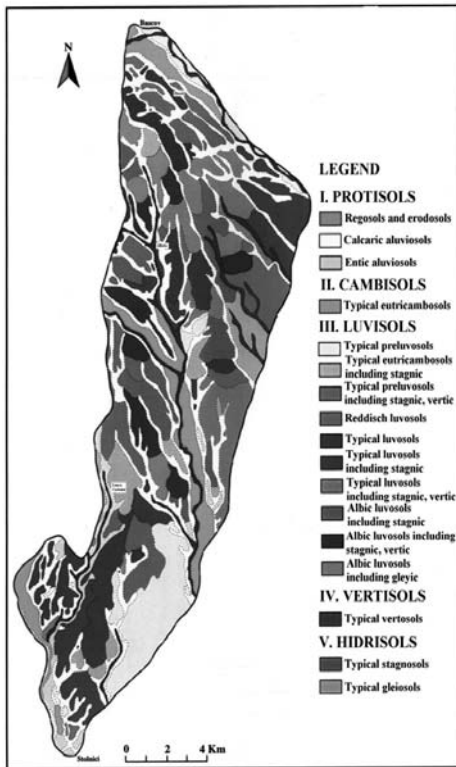 Bascov
N
LEGEND
I. PROTISOLS
Regosols and erodosols
Calcaric aluviosols
Entic aluviosols
II. CAMBISOLS
Typical eutricambosols
III. LUVISOLS
Typical preluvosols
Typical eutricambosols
including stagnic
Typical preluvosols
including stagnic, vertic
Reddisch luvosols
Typical luvosols
Typical luvosols
including stagnic
Typical luvosols
including stagnic, vertic
Albic luvosols
including stagnic
Albic luvosols including
stagnic, vertic
Albic luvosols
including gleyic
IV. VERTISOLS
Typical vertosols
V. HIDRISOLS
Typical stagnosols
Typical gleiosols
Stolnici
0 2 4 Km